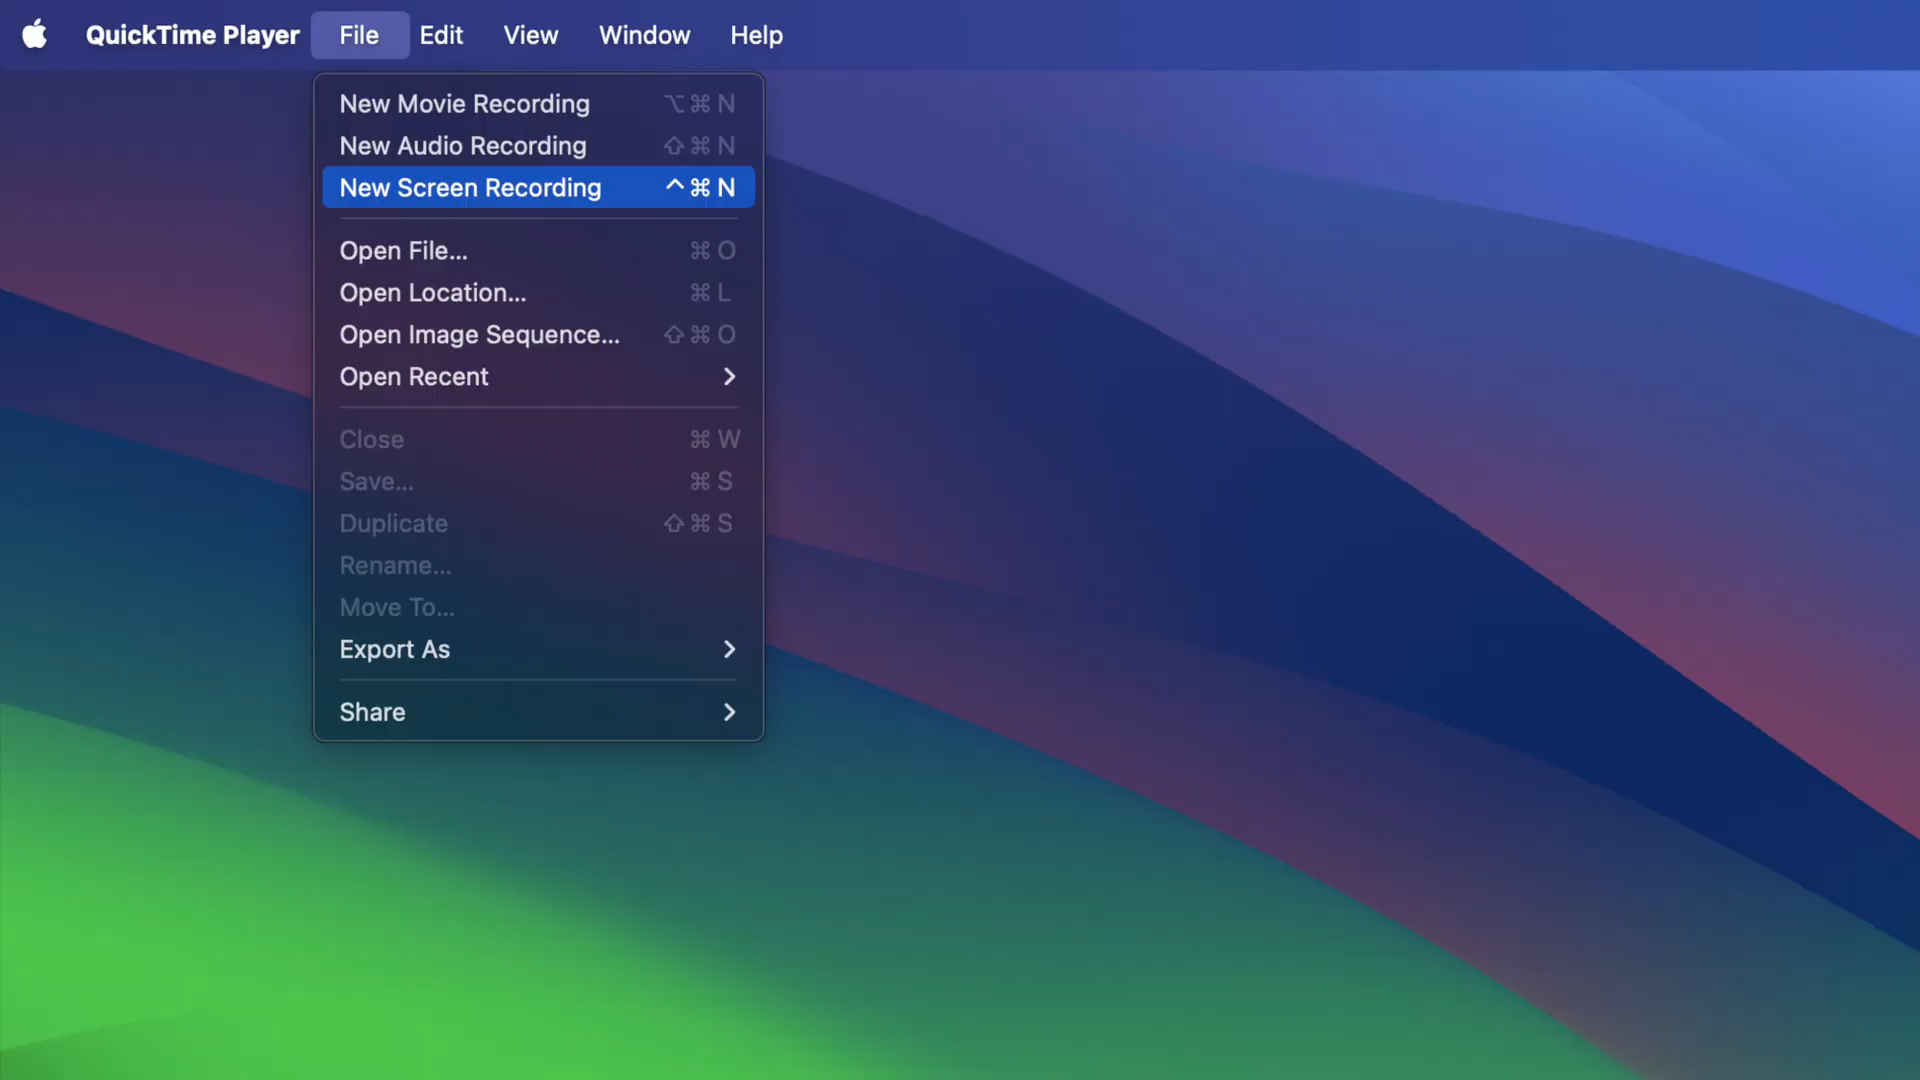 QuickTime Player File Edit View Window Help
New Movie Recording ⌥⌘N
New Audio Recording ⇧⌘N
New Screen Recording ^⌘N
Open File... ⌘O
Open Location... ⌘L
Open Image Sequence... ⇧⌘O
Open Recent >
Close ⌘W
Save... ⌘S
Duplicate ⇧⌘S
Rename...
Move To...
Export As >
Share >